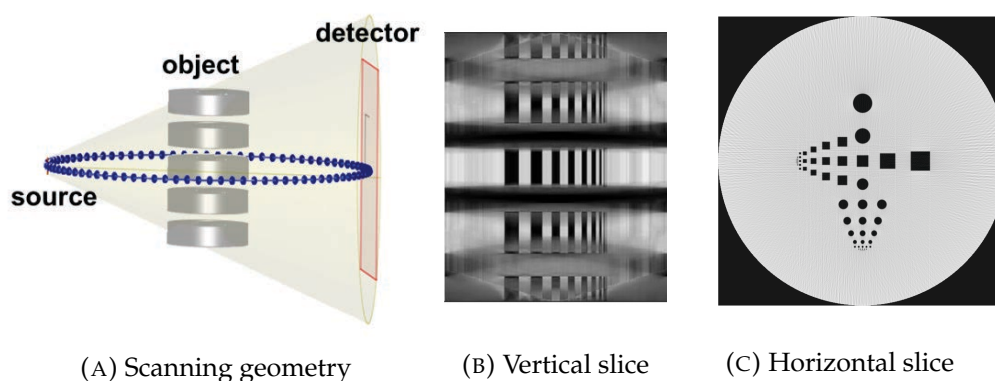 detector
object
source
(A) Scanning geometry
(B) Vertical slice
(C) Horizontal slice